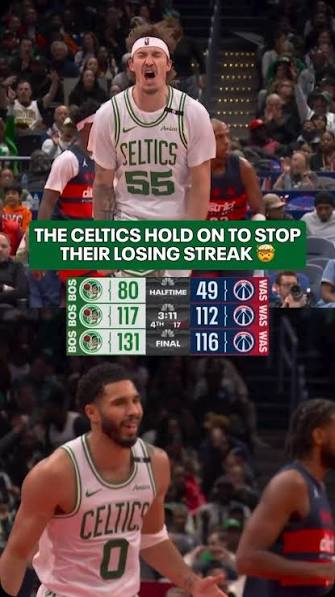 CELTICS
55
THE CELTICS HOLD ON TO STOP
THEIR LOSING STREAK 🤯
BOS 80 HALFTIME 49 WAS
BOS 117 3:11 4TH 17 112 WAS
BOS 131 FINAL 116 WAS
CELTICS
0